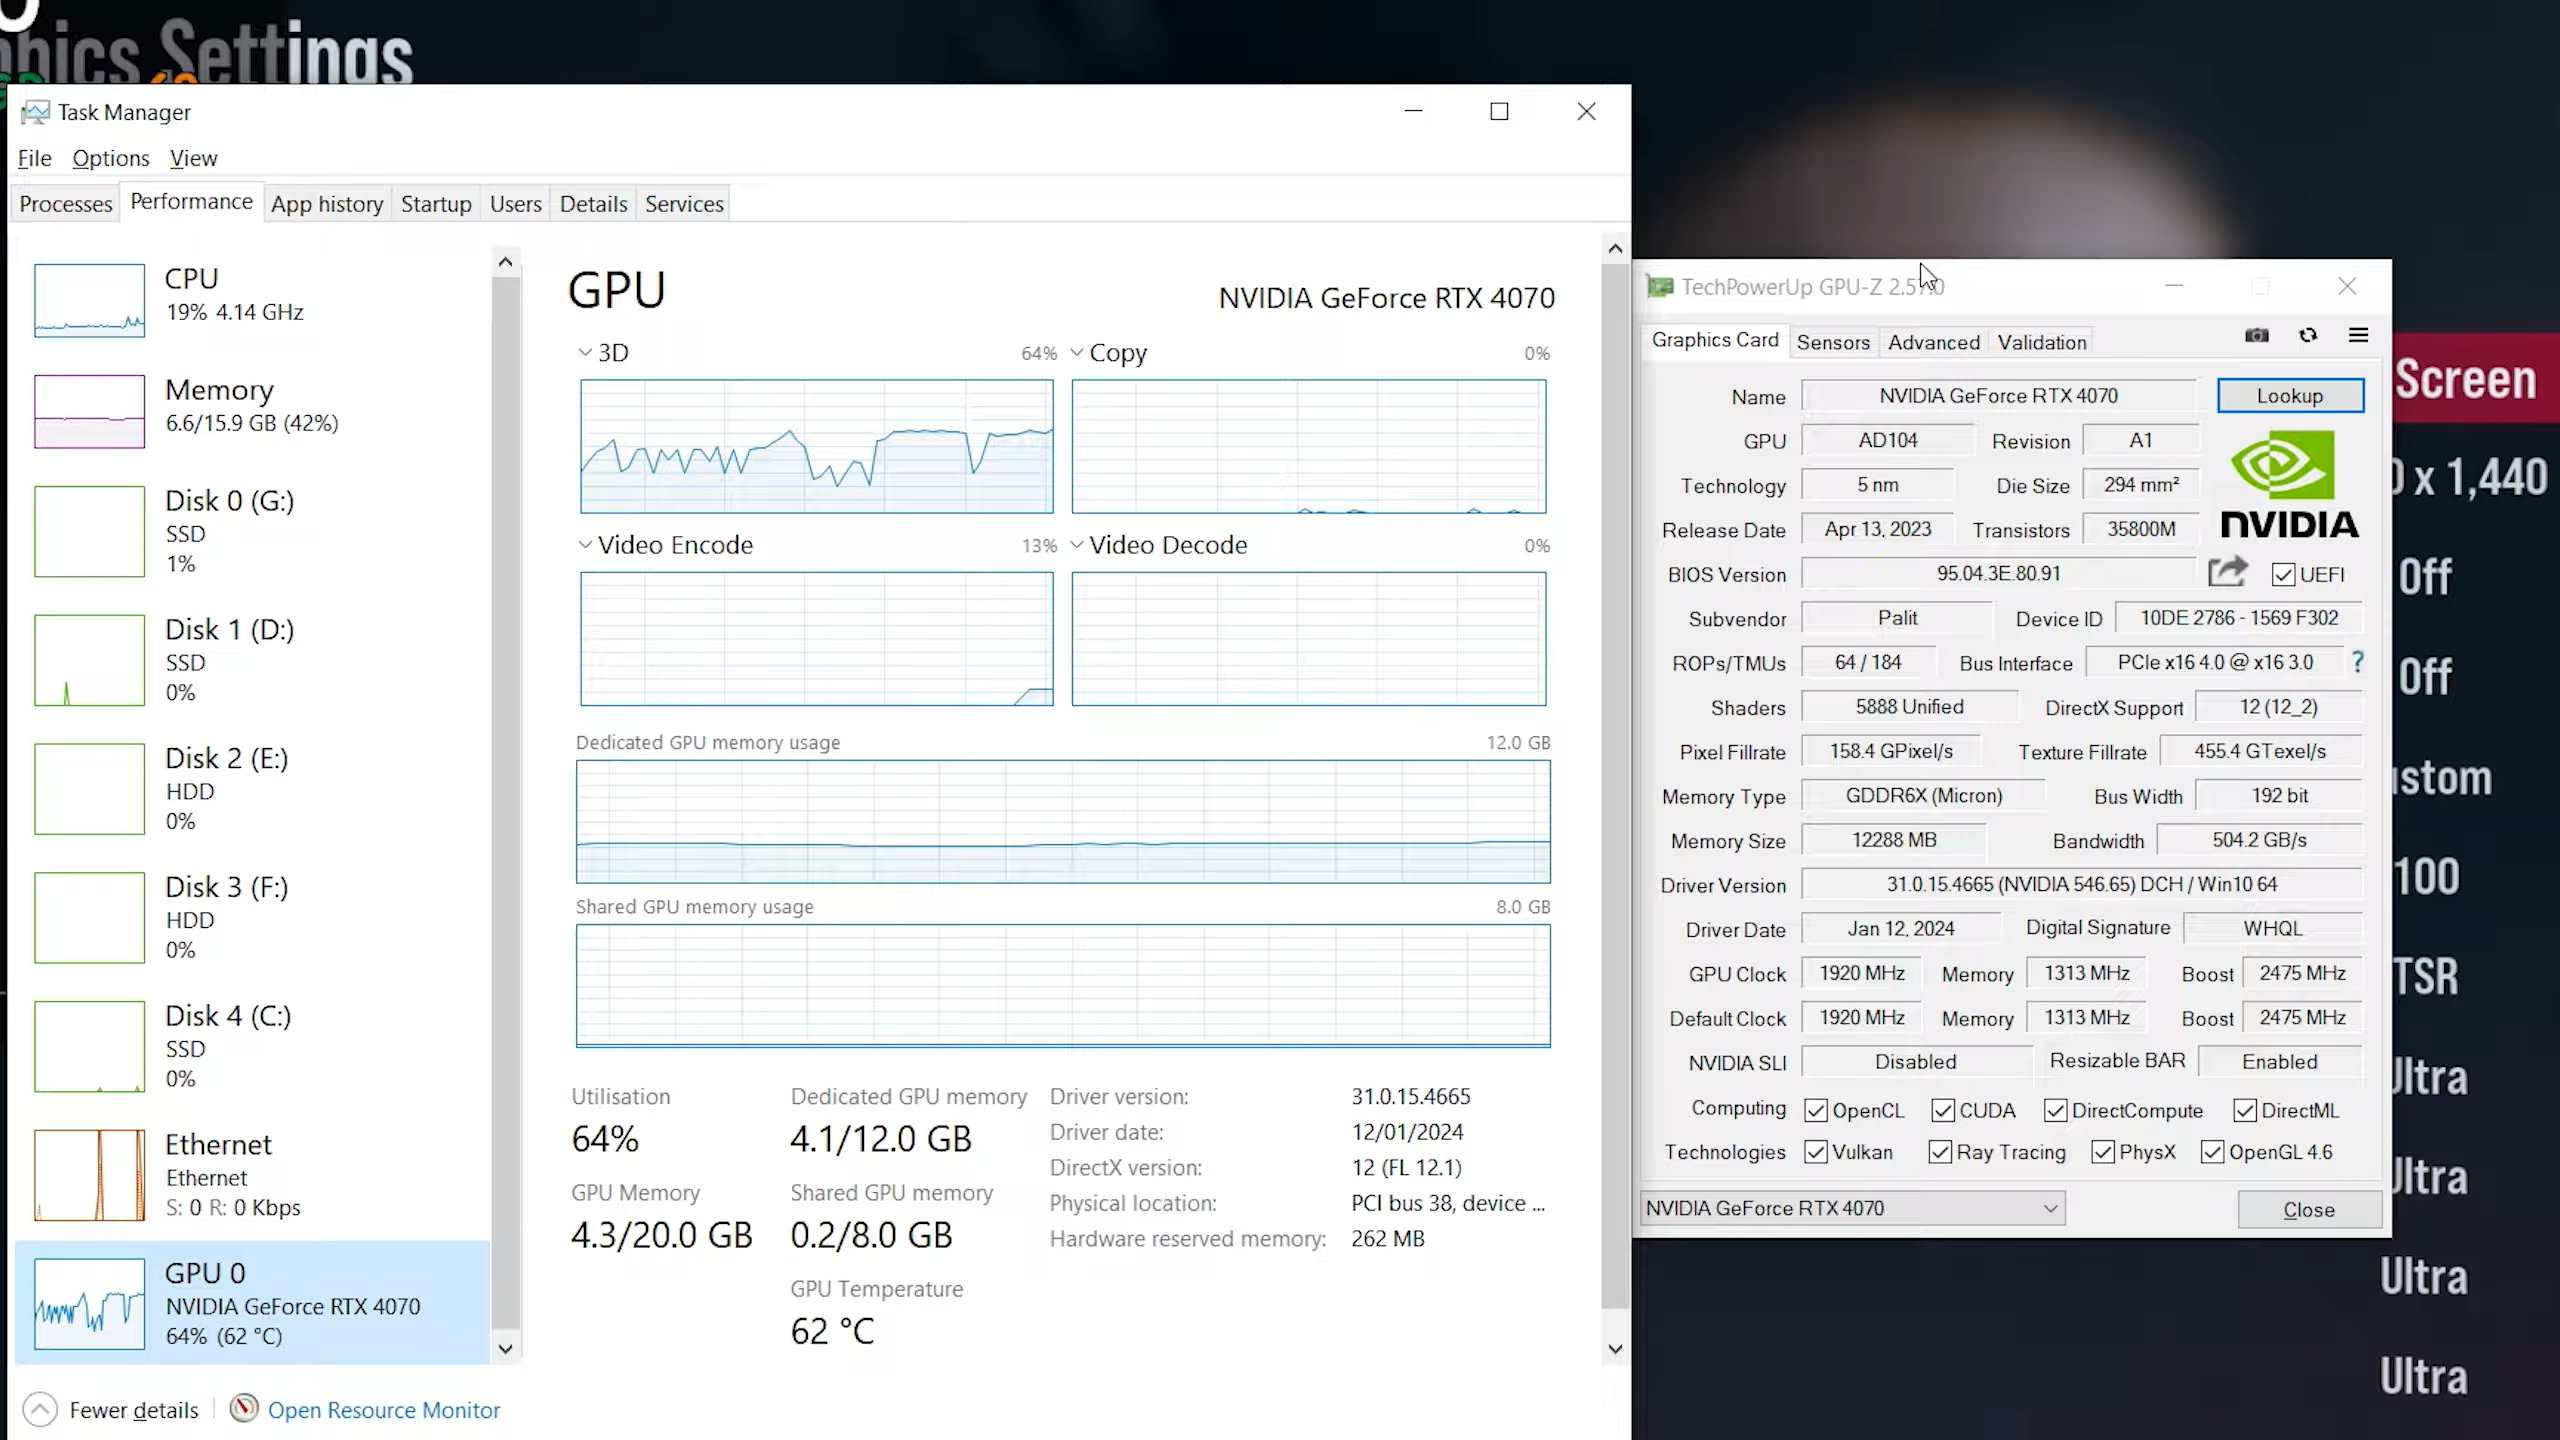 Settings
Task Manager
File Options View
Processes Performance App history Startup Users Details Services
CPU
19% 4.14 GHz
Memory
6.6/15.9 GB (42%)
Disk 0 (G:)
SSD
1%
Disk 1 (D:)
SSD
0%
Disk 2 (E:)
HDD
0%
Disk 3 (F:)
HDD
0%
Disk 4 (C:)
SSD
0%
Ethernet
Ethernet
S: 0 R: 0 Kbps
GPU 0
NVIDIA GeForce RTX 4070
64% (62 °C)
GPU
NVIDIA GeForce RTX 4070
3D 64% Copy 0%
Video Encode 13% Video Decode 0%
Dedicated GPU memory usage 12.0 GB
Shared GPU memory usage 8.0 GB
Utilisation
64%
Dedicated GPU memory
4.1/12.0 GB
GPU Memory
4.3/20.0 GB
Shared GPU memory
0.2/8.0 GB
GPU Temperature
62 °C
Driver version: 31.0.15.4665
Driver date: 12/01/2024
DirectX version: 12 (FL 12.1)
Physical location: PCI bus 38, device ...
Hardware reserved memory: 262 MB
Fewer details
Open Resource Monitor
TechPowerUp GPU-Z
Graphics Card Sensors Advanced Validation
Name NVIDIA GeForce RTX 4070 Lookup
GPU AD104 Revision A1
Technology 5 nm Die Size 294 mm²
Release Date Apr 13, 2023 Transistors 35800M
NVIDIA
BIOS Version 95.04.3E.80.91 UEFI
Subvendor Palit Device ID 10DE 2786 - 1569 F302
ROPs/TMUs 64 / 184 Bus Interface PCIe x16 4.0 @ x16 3.0 ?
Shaders 5888 Unified DirectX Support 12 (12_2)
Pixel Fillrate 158.4 GPixel/s Texture Fillrate 455.4 GTexel/s
Memory Type GDDR6X (Micron) Bus Width 192 bit
Memory Size 12288 MB Bandwidth 504.2 GB/s
Driver Version 31.0.15.4665 (NVIDIA 546.65) DCH / Win10 64
Driver Date Jan 12, 2024 Digital Signature WHQL
GPU Clock 1920 MHz Memory 1313 MHz Boost 2475 MHz
Default Clock 1920 MHz Memory 1313 MHz Boost 2475 MHz
NVIDIA SLI Disabled Resizable BAR Enabled
Computing OpenCL CUDA DirectCompute DirectML
Technologies Vulkan Ray Tracing PhysX OpenGL 4.6
NVIDIA GeForce RTX 4070 Close
Screen
x 1,440
Off
Off
100
TSR
Ultra
Ultra
Ultra
Ultra